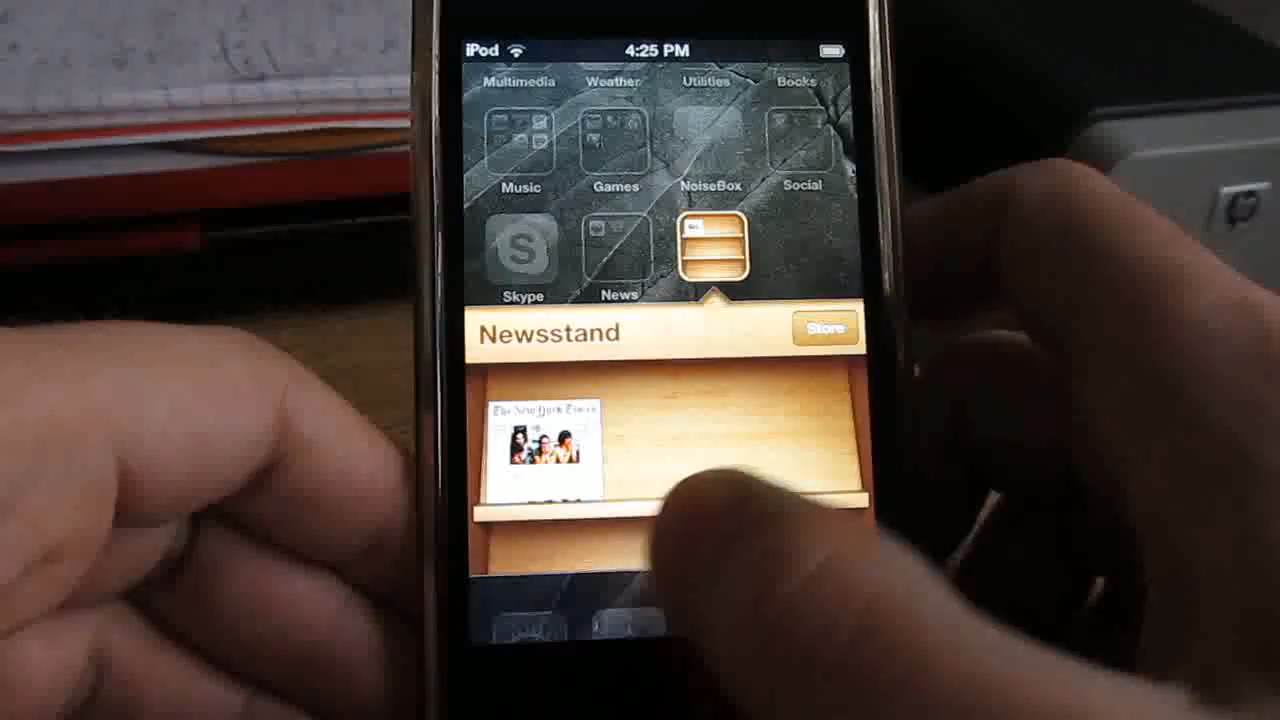 iPod 4:25 PM
Multimedia Weather Utilities Books
Music Games NoiseBox Social
S
Skype News
Newsstand Store
The New York Times
hp